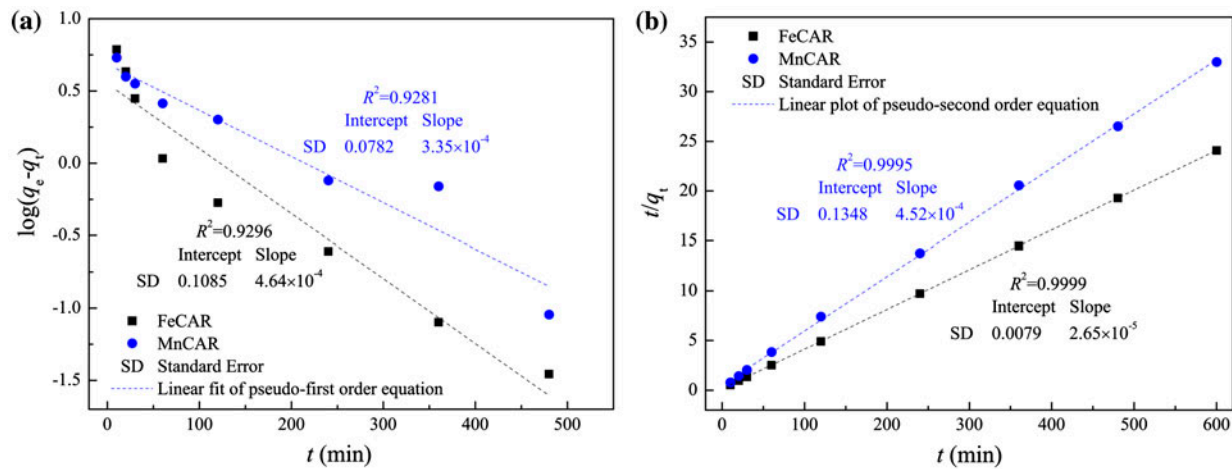 (a)
1.0
0.5
0.0
-0.5
-1.0
-1.5
log(qₑ-qₜ)
R²=0.9281
Intercept Slope
SD 0.0782 3.35×10⁻⁴
R²=0.9296
Intercept Slope
SD 0.1085 4.64×10⁻⁴
FeCAR
MnCAR
SD Standard Error
Linear fit of pseudo-first order equation
0 100 200 300 400 500
t (min)
(b)
35
30
25
20
15
10
5
0
t/qₜ
FeCAR
MnCAR
SD Standard Error
Linear plot of pseudo-second order equation
R²=0.9995
Intercept Slope
SD 0.1348 4.52×10⁻⁴
R²=0.9999
Intercept Slope
SD 0.0079 2.65×10⁻⁵
0 100 200 300 400 500 600
t (min)